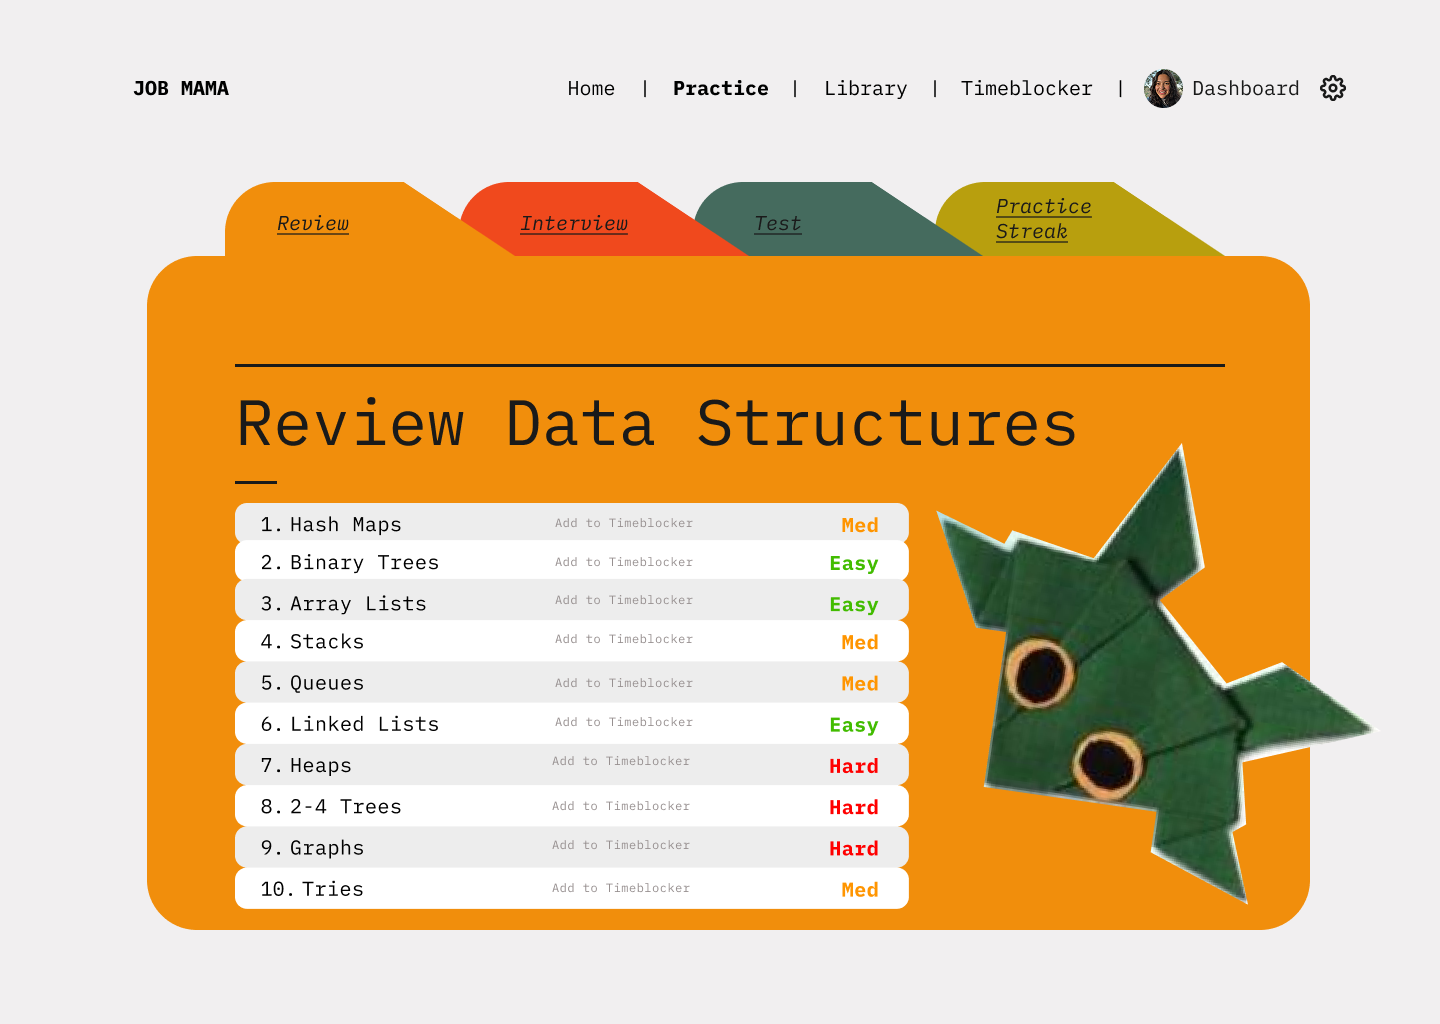 JOB MAMA
Home | Practice | Library | Timeblocker | Dashboard
Review
Interview
Test
Practice
Streak
Review Data Structures
1. Hash Maps Add to Timeblocker Med
2. Binary Trees Add to Timeblocker Easy
3. Array Lists Add to Timeblocker Easy
4. Stacks Add to Timeblocker Med
5. Queues Add to Timeblocker Med
6. Linked Lists Add to Timeblocker Easy
7. Heaps Add to Timeblocker Hard
8. 2-4 Trees Add to Timeblocker Hard
9. Graphs Add to Timeblocker Hard
10. Tries Add to Timeblocker Med